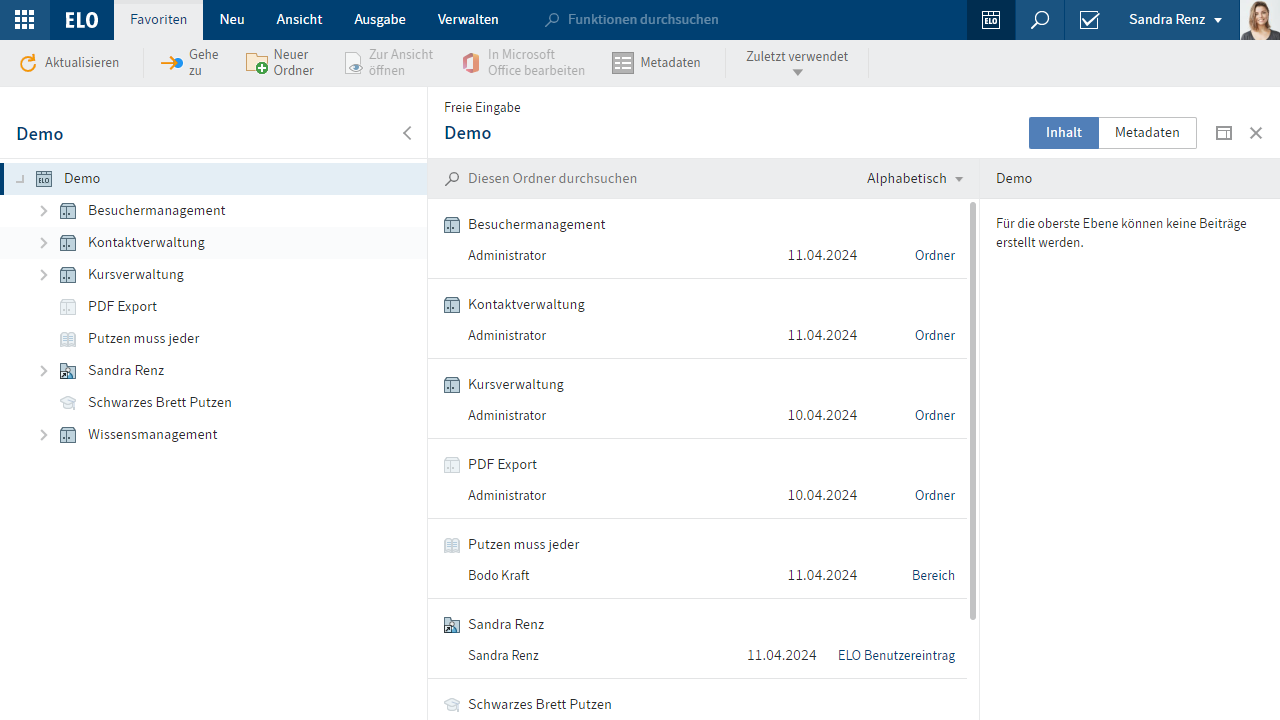 ELO Favoriten Neu Ansicht Ausgabe Verwalten Funktionen durchsuchen ELO Sandra Renz
Aktualisieren
Gehe
zu
Neuer
Ordner
Zur Ansicht
öffnen
In Microsoft
Office bearbeiten
Metadaten
Zuletzt verwendet
Demo
ELO Demo
Besuchermanagement
Kontaktverwaltung
Kursverwaltung
PDF Export
Putzen muss jeder
Sandra Renz
Schwarzes Brett Putzen
Wissensmanagement
Freie Eingabe
Demo
Inhalt Metadaten
Diesen Ordner durchsuchen Alphabetisch
Besuchermanagement
Administrator 11.04.2024 Ordner
Kontaktverwaltung
Administrator 11.04.2024 Ordner
Kursverwaltung
Administrator 10.04.2024 Ordner
PDF Export
Administrator 10.04.2024 Ordner
Putzen muss jeder
Bodo Kraft 11.04.2024 Bereich
Sandra Renz
Sandra Renz 11.04.2024 ELO Benutzereintrag
Schwarzes Brett Putzen
Demo
Für die oberste Ebene können keine Beiträge
erstellt werden.